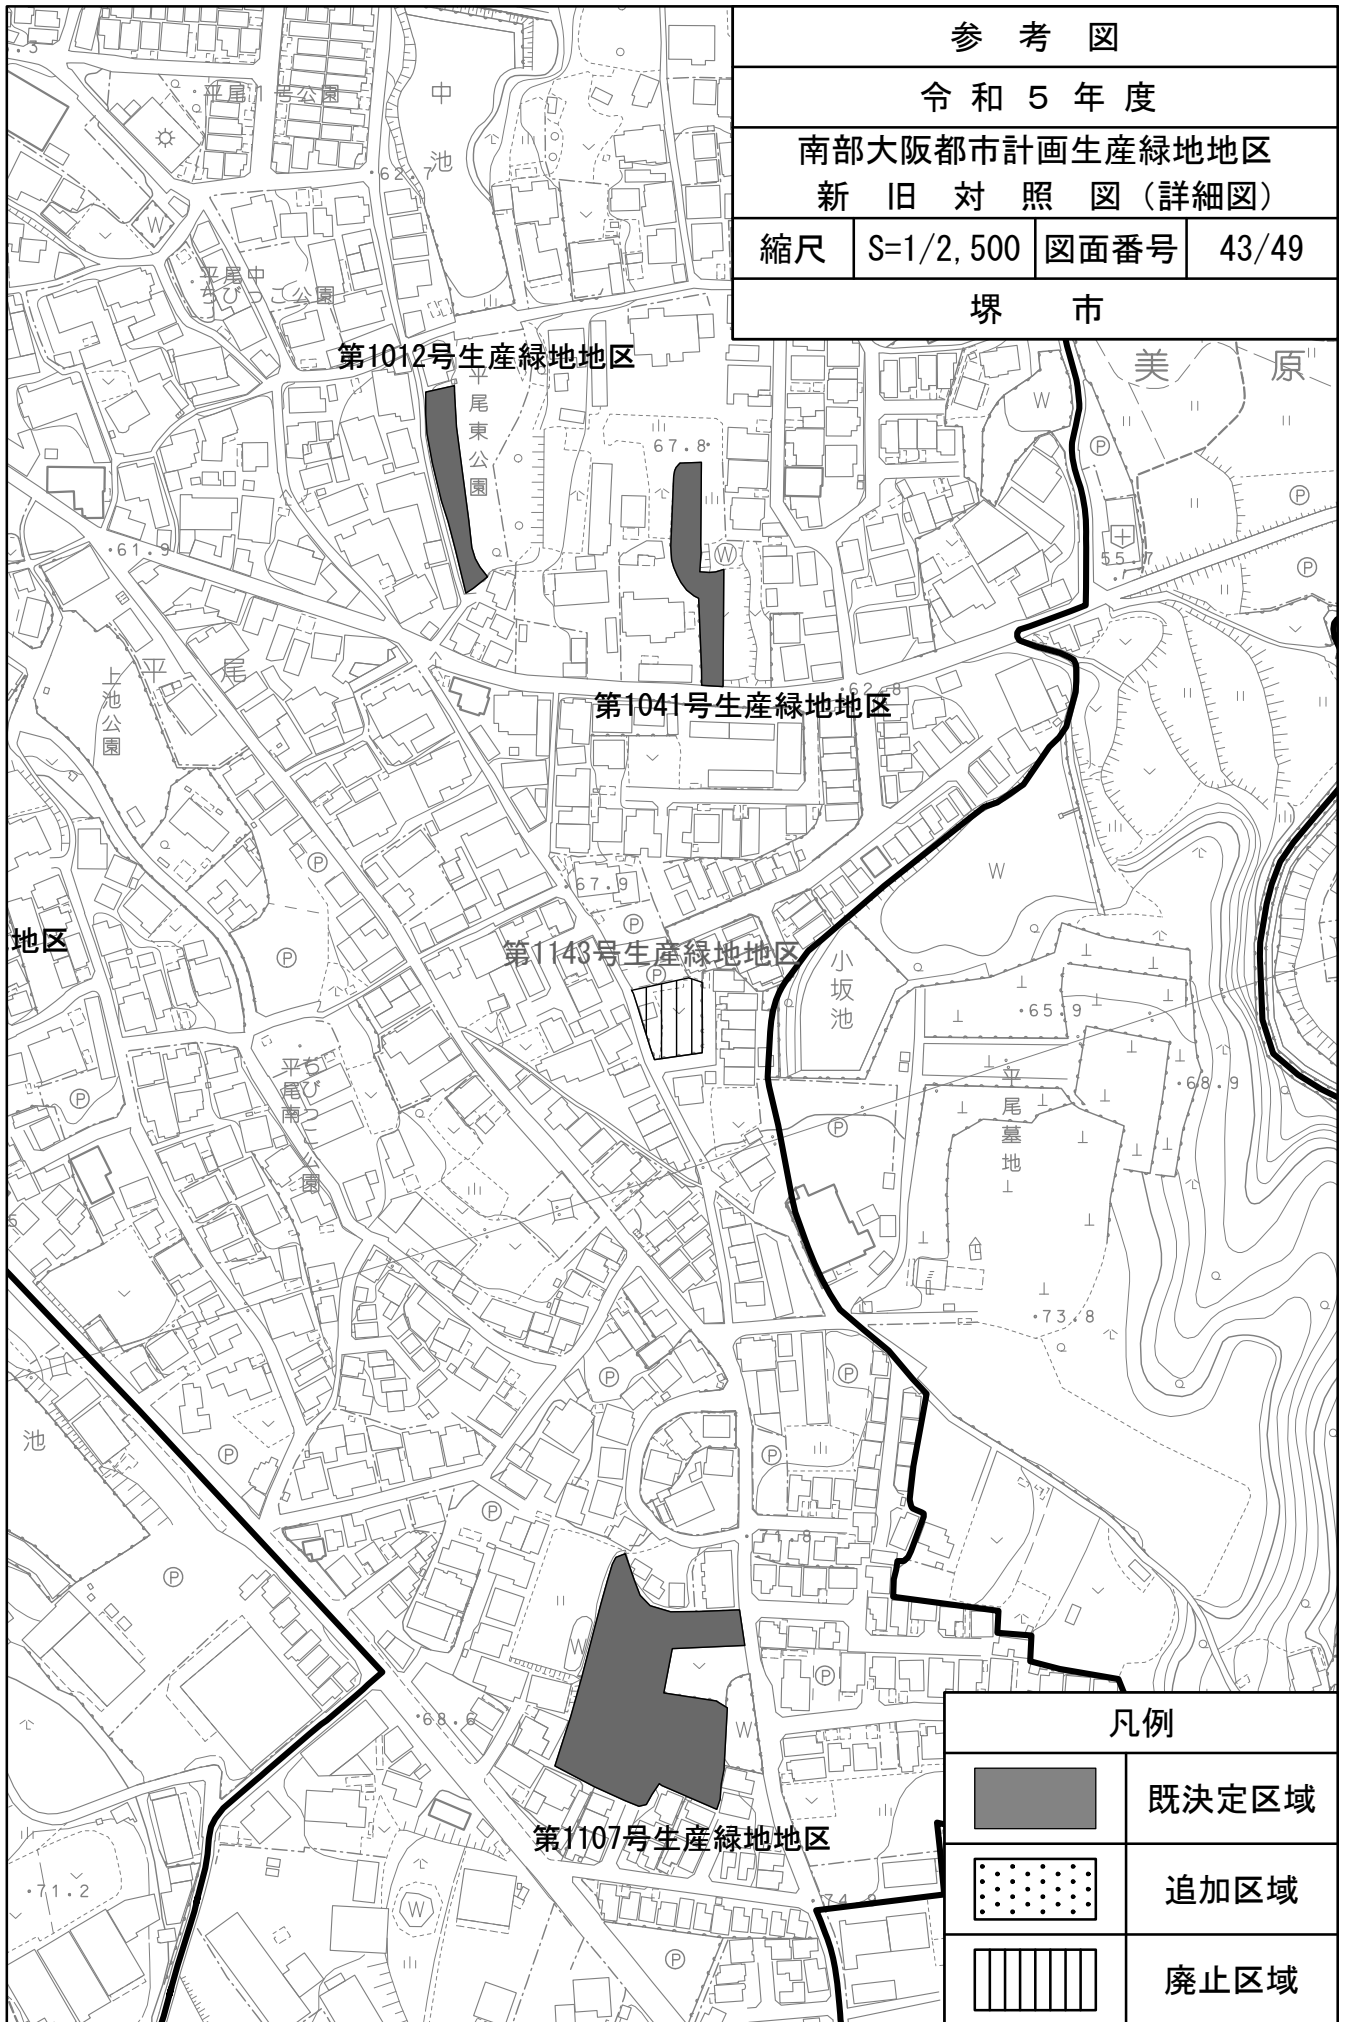 参 考 図
令 和 ５ 年 度
南部大阪都市計画生産緑地地区
新 旧 対 照 図（詳細図）
縮尺 S=1/2,500 図面番号 43/49
堺 市
平尾1号公園
中池
62.7
W
平尾中
ちびっこ公園
第1012号生産緑地地区
平尾東公園
67.8
美 原
W
P
P
55.7
P
W
61.9
平 尾
上池公園
第1041号生産緑地地区
62.8
P
67.9
P
W
地区
第1143号生産緑地地区
P
P
小坂池
65.9
68.9
平尾墓地
P
P
平尾南
ちびっこ公園
73.8
P
P
池
P
P
P
71.8
P
W
P
68.6
W
第1107号生産緑地地区
71.2
W
74.9
P
凡例
既決定区域
追加区域
廃止区域